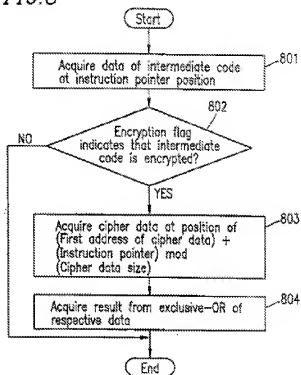 FIG.8
Start
Acquire data of intermediate code
at instruction pointer position
801
802
Encryption flag
indicates that intermediate
code is encrypted?
NO
YES
Acquire cipher data at position of
(First address of cipher data) +
(Instruction pointer) mod
(Cipher data size)
803
Acquire result from exclusive-OR of
respective data
804
End